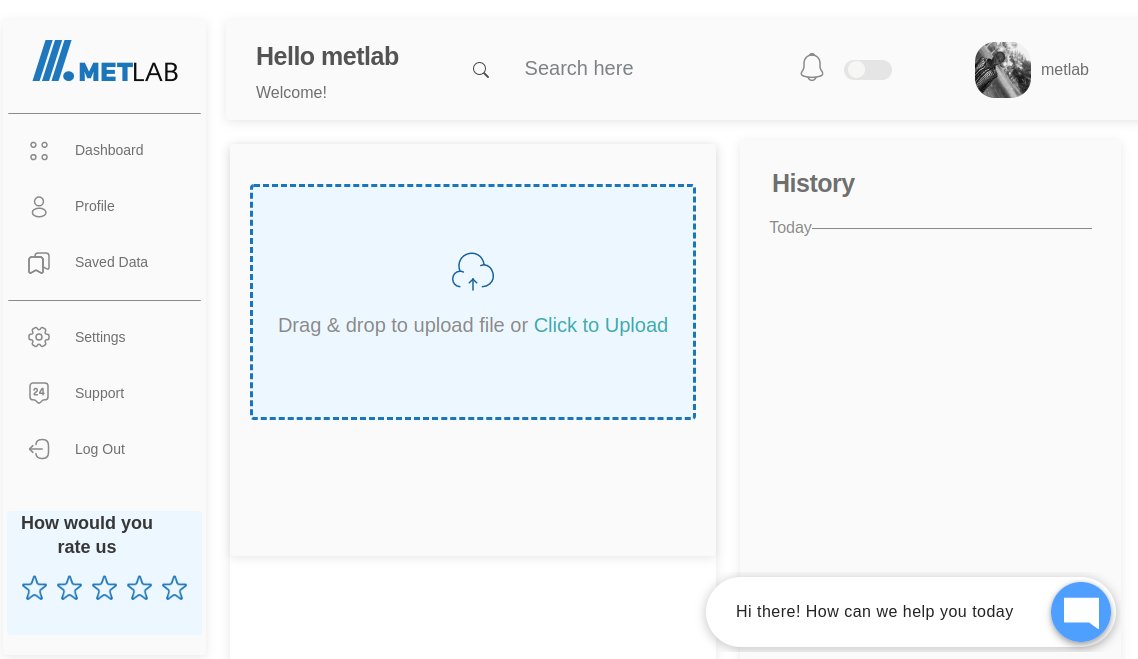 METLAB
Dashboard
Profile
Saved Data
Settings
24
Support
Log Out
How would you
rate us
Hello metlab
Welcome!
Search here
metlab
Drag & drop to upload file or Click to Upload
History
Today
Hi there! How can we help you today